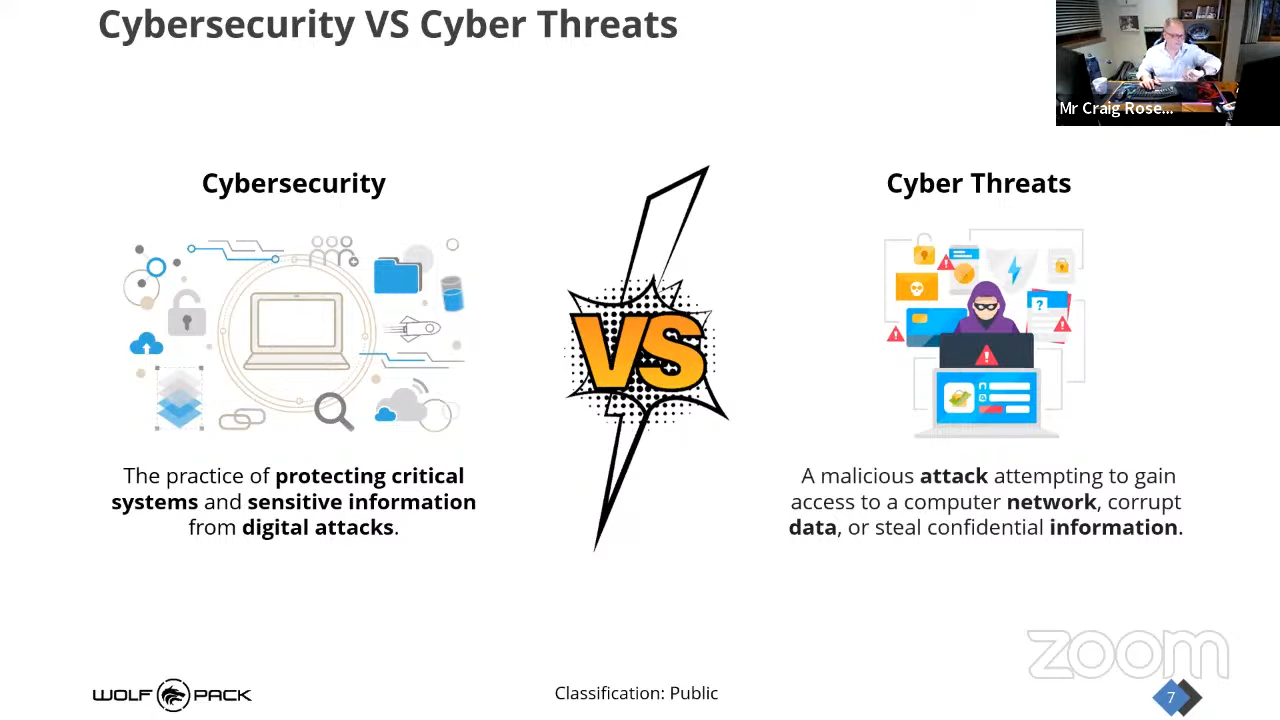 Cybersecurity VS Cyber Threats
Mr Craig Rose...
Cybersecurity
Cyber Threats
VS
The practice of protecting critical
systems and sensitive information
from digital attacks.
A malicious attack attempting to gain
access to a computer network, corrupt
data, or steal confidential information.
zoom
WOLF PACK
Classification: Public
7